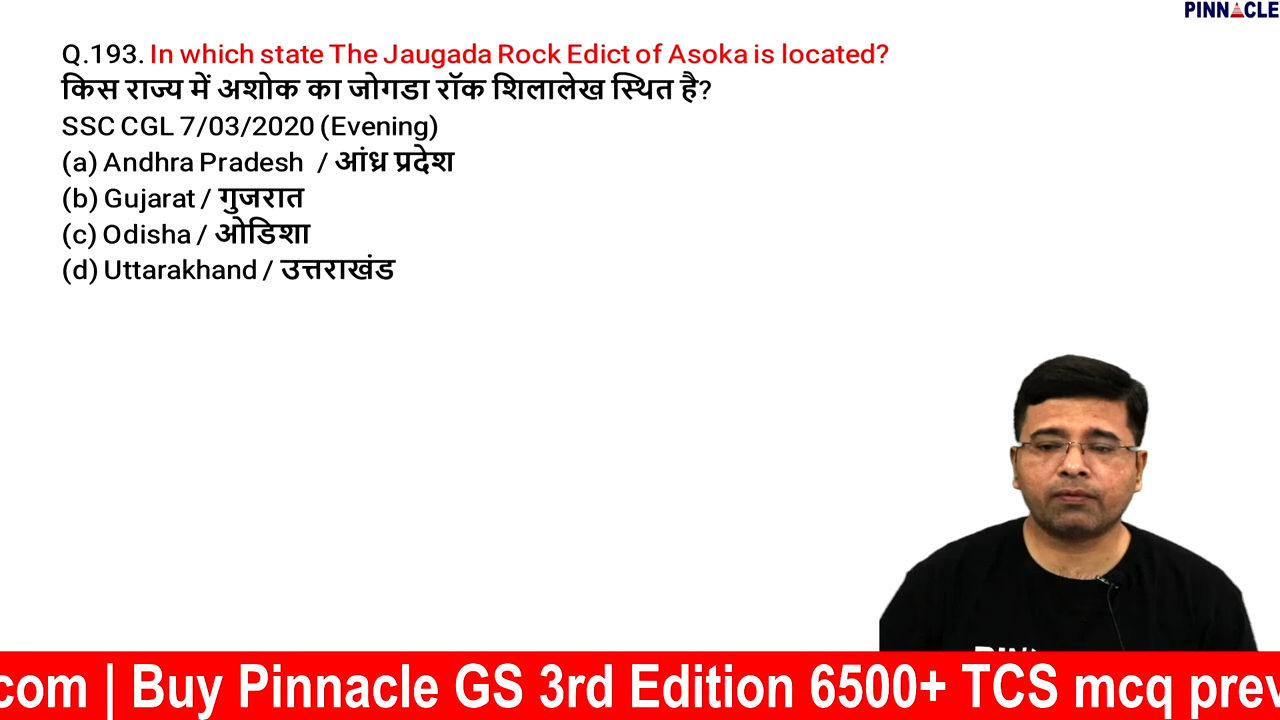 PINNACLE
Q.193. In which state The Jaugada Rock Edict of Asoka is located?
किस राज्य में अशोक का जोगडा रॉक शिलालेख स्थित है?
SSC CGL 7/03/2020 (Evening)
(a) Andhra Pradesh / आंध्र प्रदेश
(b) Gujarat / गुजरात
(c) Odisha / ओडिशा
(d) Uttarakhand / उत्तराखंड
com | Buy Pinnacle GS 3rd Edition 6500+ TCS mcq prev